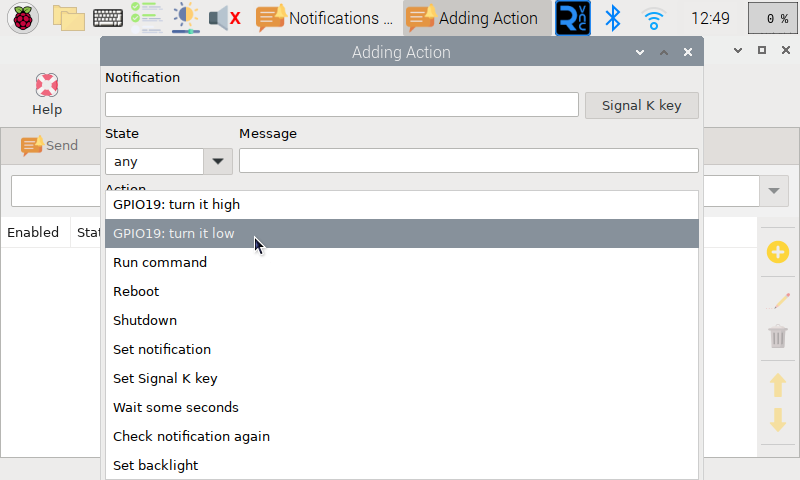 Notifications ...
Adding Action
VNC
12:49
0 %
Adding Action
Help
Notification
Signal K key
Send
State
Message
any
Action
Enabled
Stat
GPIO19: turn it high
GPIO19: turn it low
Run command
Reboot
Shutdown
Set notification
Set Signal K key
Wait some seconds
Check notification again
Set backlight